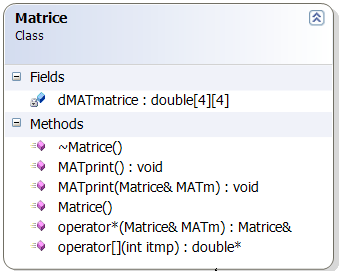 Matrice
Class
Fields
dMATmatrice : double[4][4]
Methods
~Matrice()
MATprint() : void
MATprint(Matrice& MATm) : void
Matrice()
operator*(Matrice& MATm) : Matrice&
operator[](int itmp) : double*